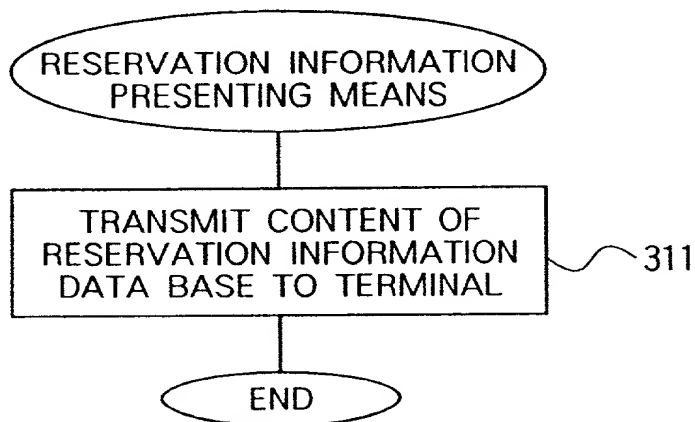 RESERVATION INFORMATION
PRESENTING MEANS
TRANSMIT CONTENT OF
RESERVATION INFORMATION
DATA BASE TO TERMINAL
311
END